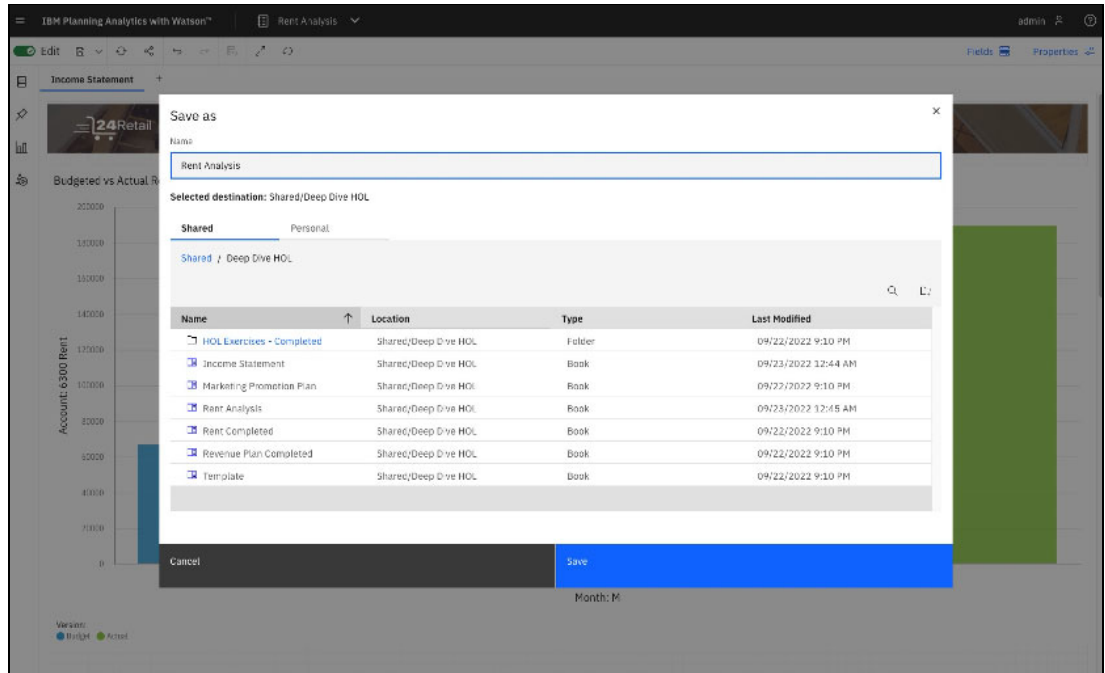 IBM Planning Analytics with Watson™
Rent Analysis
admin
Edit
Fields
Properties
Income Statement
+
24Retail
Save as
Name
Rent Analysis
Selected destination: Shared/Deep Dive HOL
Shared Personal
Shared / Deep Dive HOL
Name Location Type Last Modified
HOL Exercises - Completed Shared/Deep Dive HOL Folder 09/22/2022 9:10 PM
Income Statement Shared/Deep Dive HOL Book 09/23/2022 12:44 AM
Marketing Promotion Plan Shared/Deep Dive HOL Book 09/22/2022 9:10 PM
Rent Analysis Shared/Deep Dive HOL Book 09/23/2022 12:45 AM
Rent Completed Shared/Deep Dive HOL Book 09/22/2022 9:10 PM
Revenue Plan Completed Shared/Deep Dive HOL Book 09/22/2022 9:10 PM
Template Shared/Deep Dive HOL Book 09/22/2022 9:10 PM
Cancel
Save
Budgeted vs Actual
200000
180000
160000
140000
120000
100000
80000
60000
40000
20000
0
Account: 6300 Rent
Month: M
Version:
Budget Actual